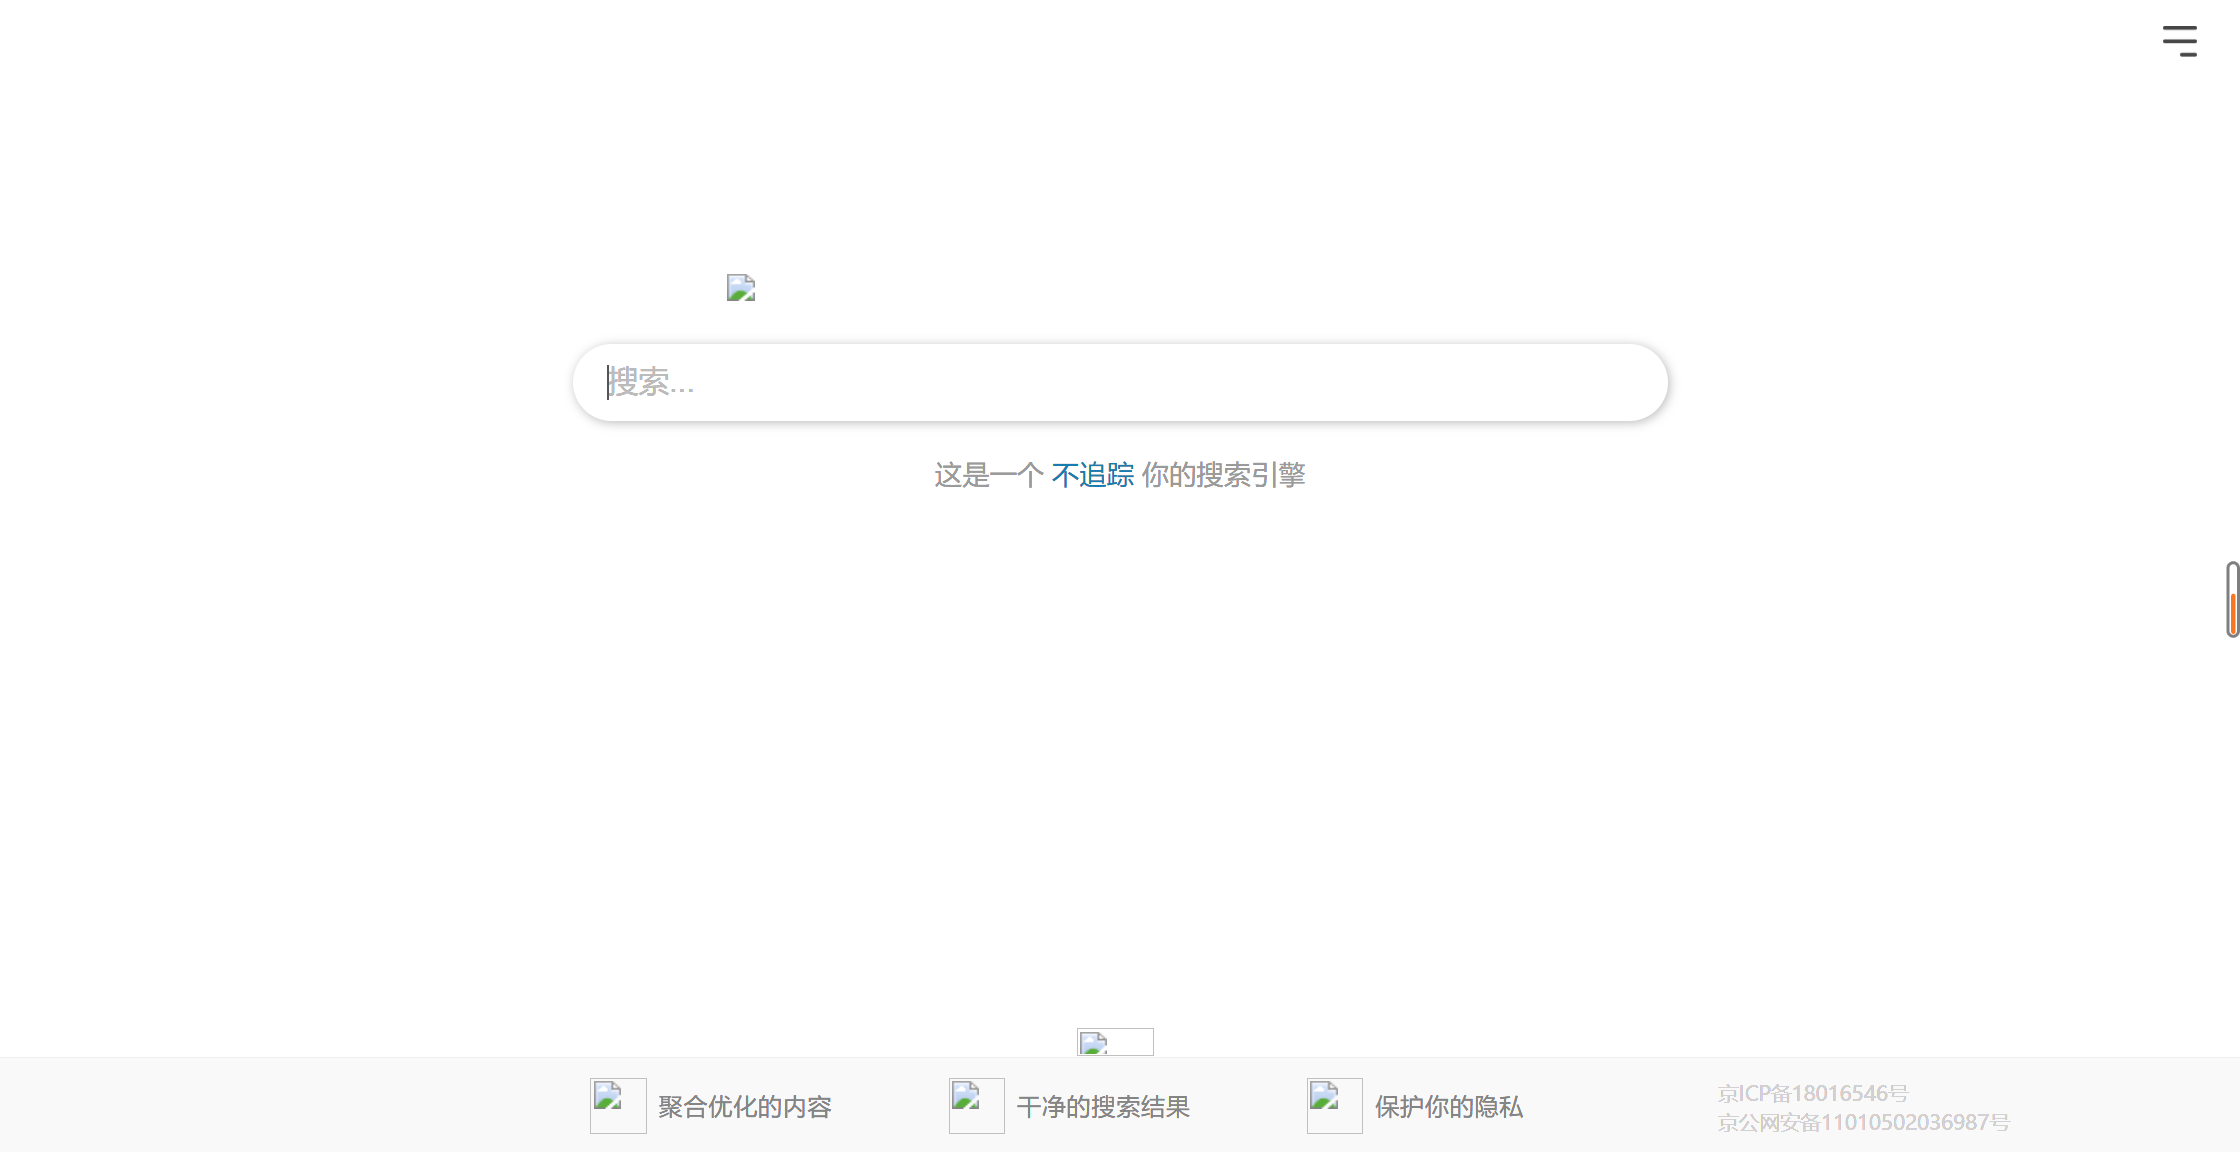 搜索...
这是一个 不追踪 你的搜索引擎
聚合优化的内容
干净的搜索结果
保护你的隐私
京ICP备18016546号
京公网安备11010502036987号